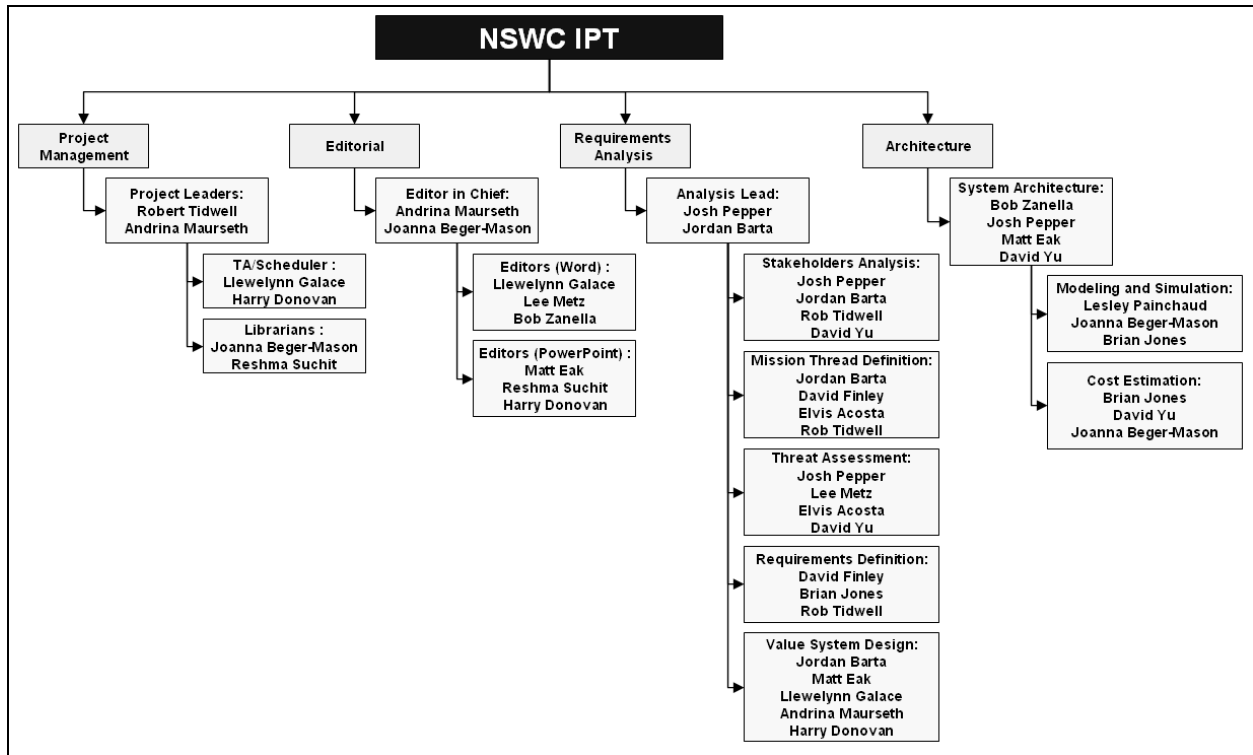 NSWC IPT
Project
Management
Project Leaders:
Robert Tidwell
Andrina Maurseth
TA/Scheduler :
Llewelynn Galace
Harry Donovan
Librarians :
Joanna Beger-Mason
Reshma Suchit
Editorial
Editor in Chief:
Andrina Maurseth
Joanna Beger-Mason
Editors (Word) :
Llewelynn Galace
Lee Metz
Bob Zanella
Editors (PowerPoint) :
Matt Eak
Reshma Suchit
Harry Donovan
Requirements
Analysis
Analysis Lead:
Josh Pepper
Jordan Barta
Stakeholders Analysis:
Josh Pepper
Jordan Barta
Rob Tidwell
David Yu
Mission Thread Definition:
Jordan Barta
David Finley
Elvis Acosta
Rob Tidwell
Threat Assessment:
Josh Pepper
Lee Metz
Elvis Acosta
David Yu
Requirements Definition:
David Finley
Brian Jones
Rob Tidwell
Value System Design:
Jordan Barta
Matt Eak
Llewelynn Galace
Andrina Maurseth
Harry Donovan
Architecture
System Architecture:
Bob Zanella
Josh Pepper
Matt Eak
David Yu
Modeling and Simulation:
Lesley Painchaud
Joanna Beger-Mason
Brian Jones
Cost Estimation:
Brian Jones
David Yu
Joanna Beger-Mason